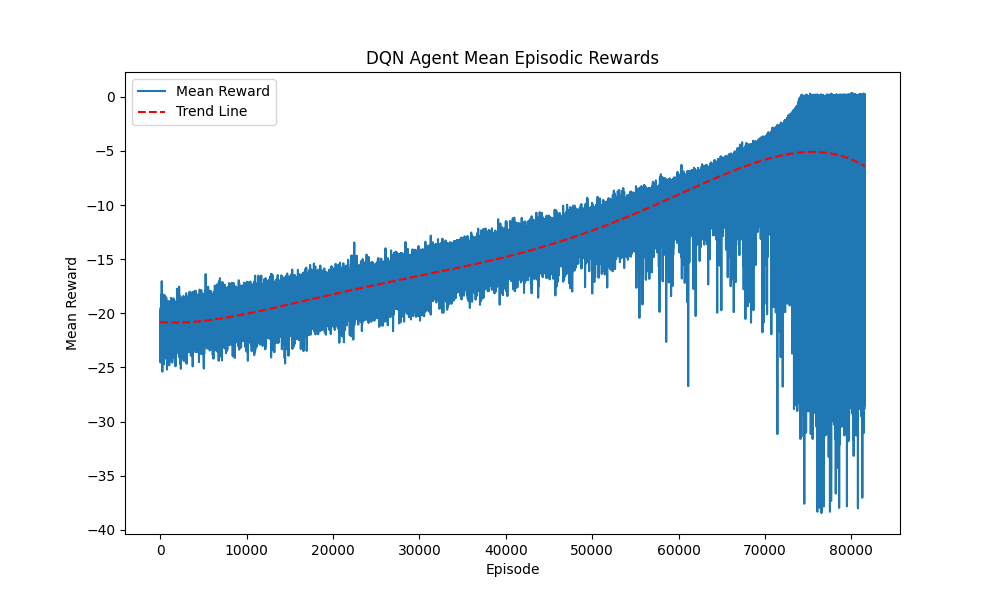 DQN Agent Mean Episodic Rewards
Mean Reward
Trend Line
0
−5
−10
−15
−20
−25
−30
−35
−40
Mean Reward
0 10000 20000 30000 40000 50000 60000 70000 80000
Episode